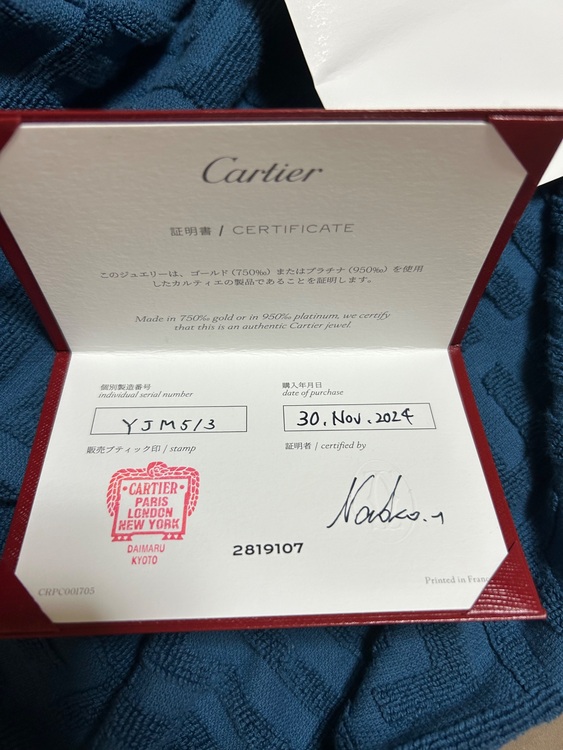 Cartier
証明書 / CERTIFICATE
このジュエリーは、ゴールド (750‰) またはプラチナ (950‰) を使用
したカルティエの製品であることを証明します。
Made in 750‰ gold or in 950‰ platinum, we certify
that this is an authentic Cartier jewel.
個別製造番号
individual serial number
YJM513
購入年月日
date of purchase
30. Nov. 2024
販売ブティック印 / stamp
証明者 / certified by
CARTIER
PARIS
LONDON
NEW YORK
DAIMARU
KYOTO
2819107
CRPC001705
Printed in Franc